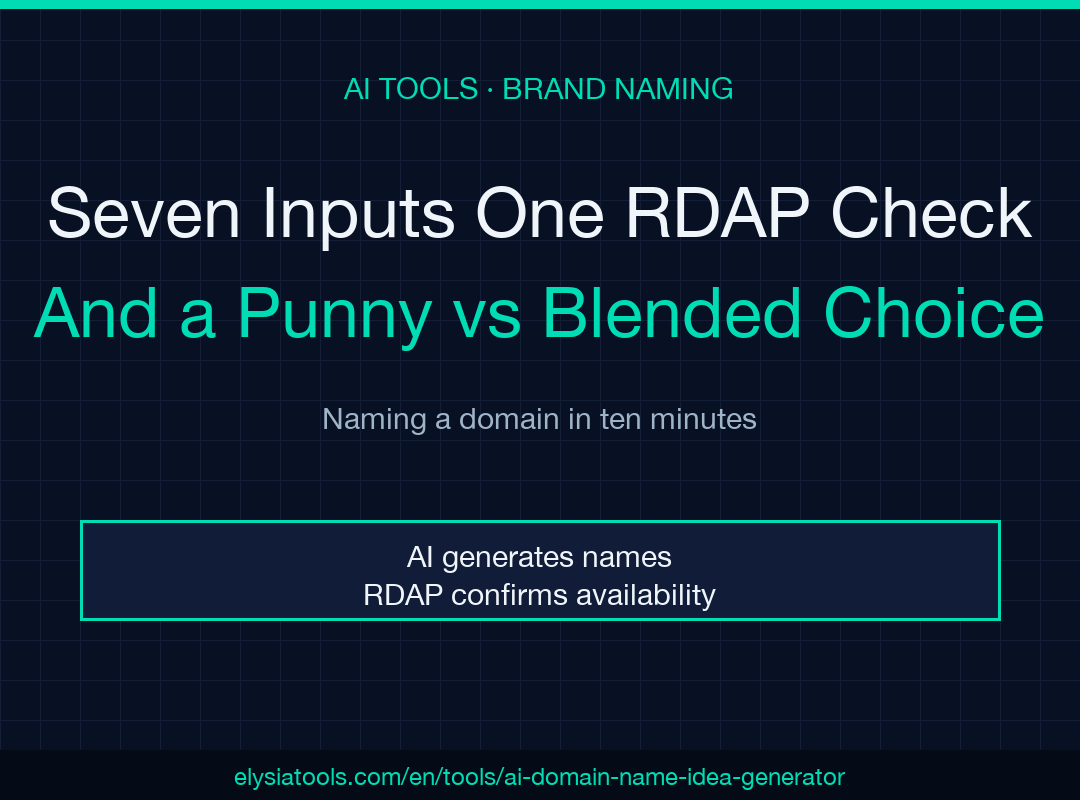 AI TOOLS · BRAND NAMING
Seven Inputs One RDAP Check
And a Punny vs Blended Choice
Naming a domain in ten minutes
AI generates names
RDAP confirms availability
elysiatools.com/en/tools/ai-domain-name-idea-generator